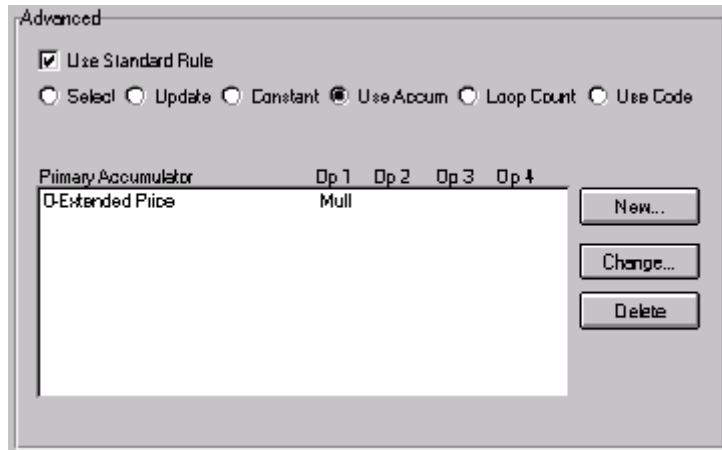 Advanced
Use Standard Rule
Select Update Constant Use Accum Loop Count Use Code
Primary Accumulator Op 1 Op 2 Op 3 Op 4
0-Extended Price Mull
New...
Change...
Delete